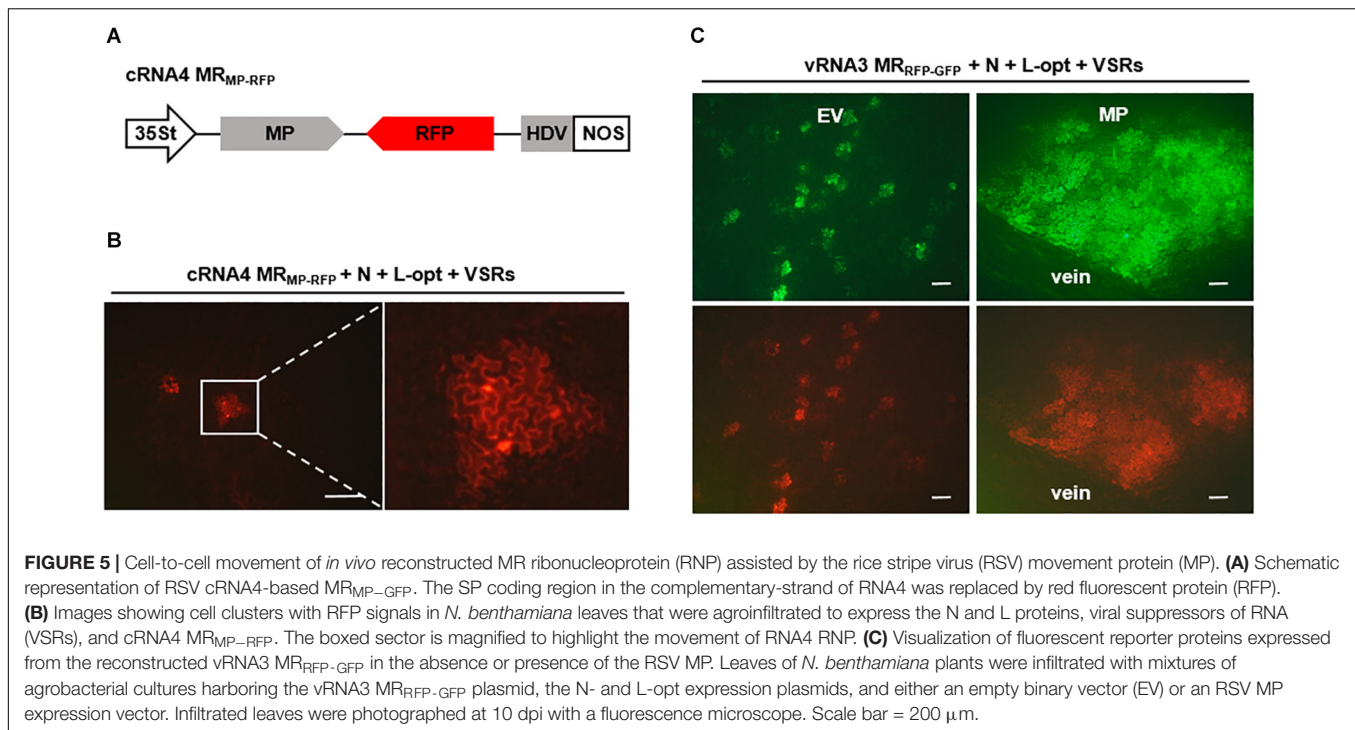 A
cRNA4 MRMP-RFP
35St MP RFP HDV NOS
B
cRNA4 MRMP-RFP + N + L-opt + VSRs
C
vRNA3 MRRFP-GFP + N + L-opt + VSRs
EV MP
vein
vein
FIGURE 5 | Cell-to-cell movement of in vivo reconstructed MR ribonucleoprotein (RNP) assisted by the rice stripe virus (RSV) movement protein (MP). (A) Schematic
representation of RSV cRNA4-based MRMP–GFP. The SP coding region in the complementary-strand of RNA4 was replaced by red fluorescent protein (RFP).
(B) Images showing cell clusters with RFP signals in N. benthamiana leaves that were agroinfiltrated to express the N and L proteins, viral suppressors of RNA
(VSRs), and cRNA4 MRMP–RFP. The boxed sector is magnified to highlight the movement of RNA4 RNP. (C) Visualization of fluorescent reporter proteins expressed
from the reconstructed vRNA3 MRRFP-GFP in the absence or presence of the RSV MP. Leaves of N. benthamiana plants were infiltrated with mixtures of
agrobacterial cultures harboring the vRNA3 MRRFP-GFP plasmid, the N- and L-opt expression plasmids, and either an empty binary vector (EV) or an RSV MP
expression vector. Infiltrated leaves were photographed at 10 dpi with a fluorescence microscope. Scale bar = 200 μm.